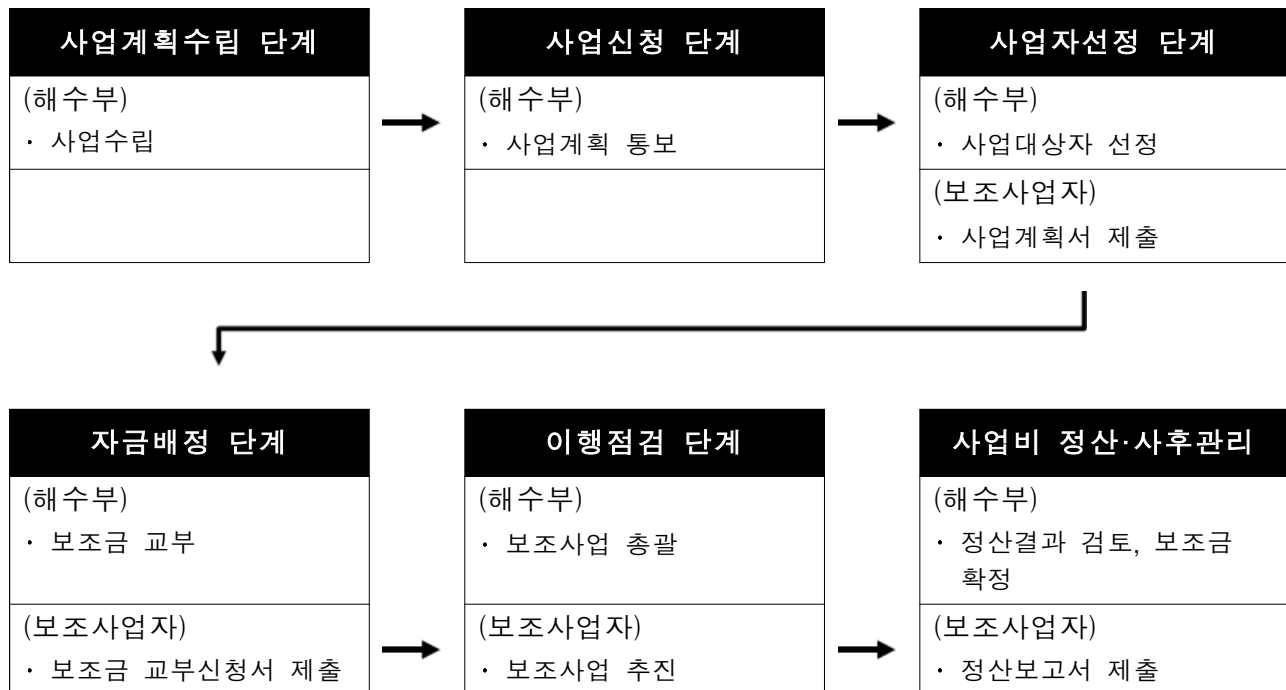 사업계획수립 단계
(해수부)
· 사업수립
사업신청 단계
(해수부)
· 사업계획 통보
사업자선정 단계
(해수부)
· 사업대상자 선정
(보조사업자)
· 사업계획서 제출
자금배정 단계
(해수부)
· 보조금 교부
(보조사업자)
· 보조금 교부신청서 제출
이행점검 단계
(해수부)
· 보조사업 총괄
(보조사업자)
· 보조사업 추진
사업비 정산·사후관리
(해수부)
· 정산결과 검토, 보조금
확정
(보조사업자)
· 정산보고서 제출